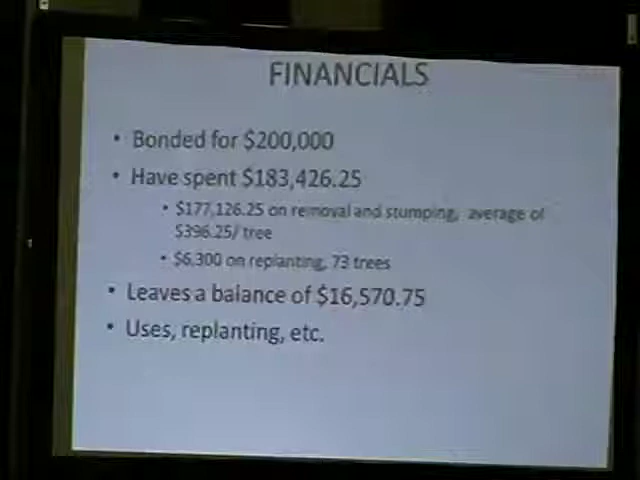 FINANCIALS
• Bonded for $200,000
• Have spent $183,426.25
• $177,126.25 on removal and stumping, average of
$396.25/ tree
• $6,300 on replanting, 73 trees
• Leaves a balance of $16,570.75
• Uses, replanting, etc.